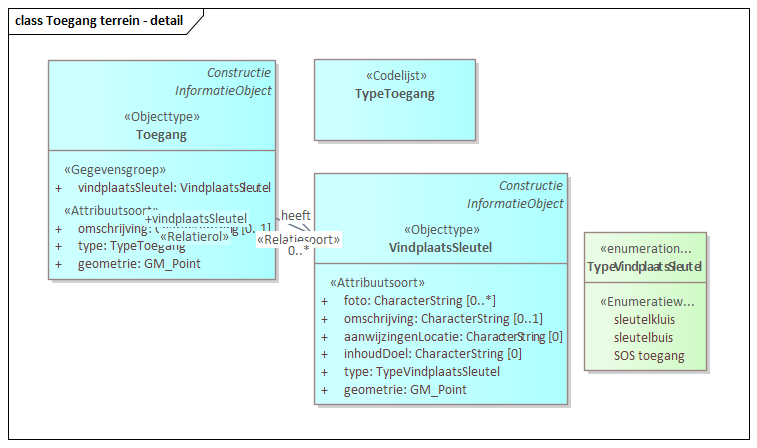 class Toegang terrein - detail
Constructie
InformatieObject
«Objecttype»
Toegang
«Gegevensgroep»
+ vindplaatsSleutel: VindplaatsSleutel
«Attribuutsoort»
+ omschrijving: [0..1]
+ type: TypeToegang
+ geometrie: GM_Point
+vindplaatsSleutel
«Relatierol»
heeft
«Relatiesoort»
0..*
«Codelijst»
TypeToegang
Constructie
InformatieObject
«Objecttype»
VindplaatsSleutel
«Attribuutsoort»
+ foto: CharacterString [0..*]
+ omschrijving: CharacterString [0..1]
+ aanwijzingenLocatie: CharacterString [0]
+ inhoudDoel: CharacterString [0]
+ type: TypeVindplaatsSleutel
+ geometrie: GM_Point
«enumeration...
TypeVindplaatsSleutel
«Enumeratiew...
sleutelkluis
sleutelbuis
SOS toegang